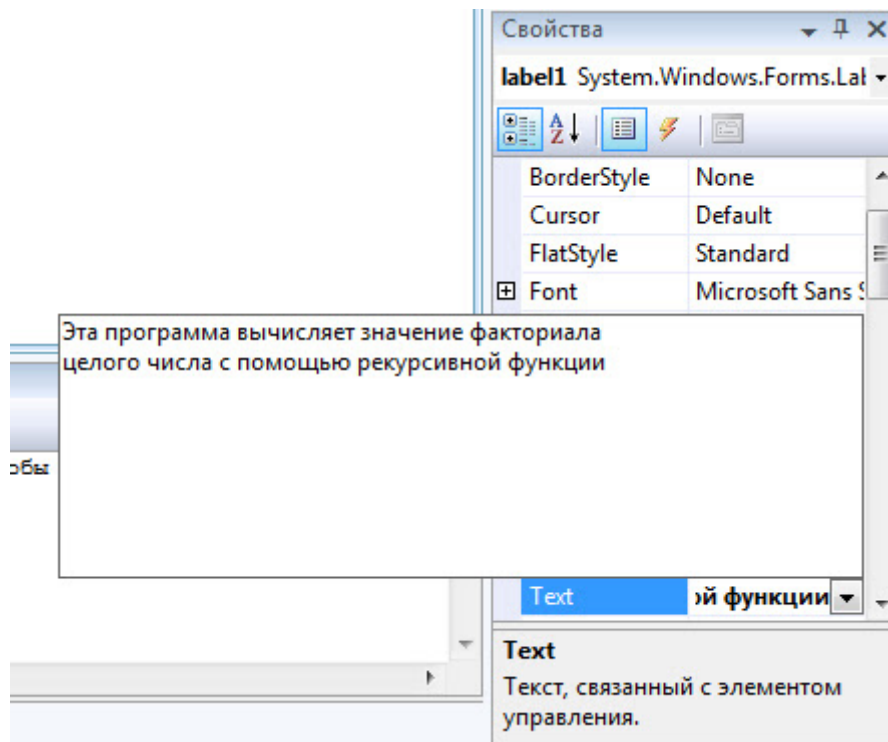 Свойства
label1 System.Windows.Forms.Lal
BorderStyle None
Cursor Default
FlatStyle Standard
Font Microsoft Sans S
Эта программа вычисляет значение факториала
целого числа с помощью рекурсивной функции
обы
Text ой функции
Text
Текст, связанный с элементом
управления.